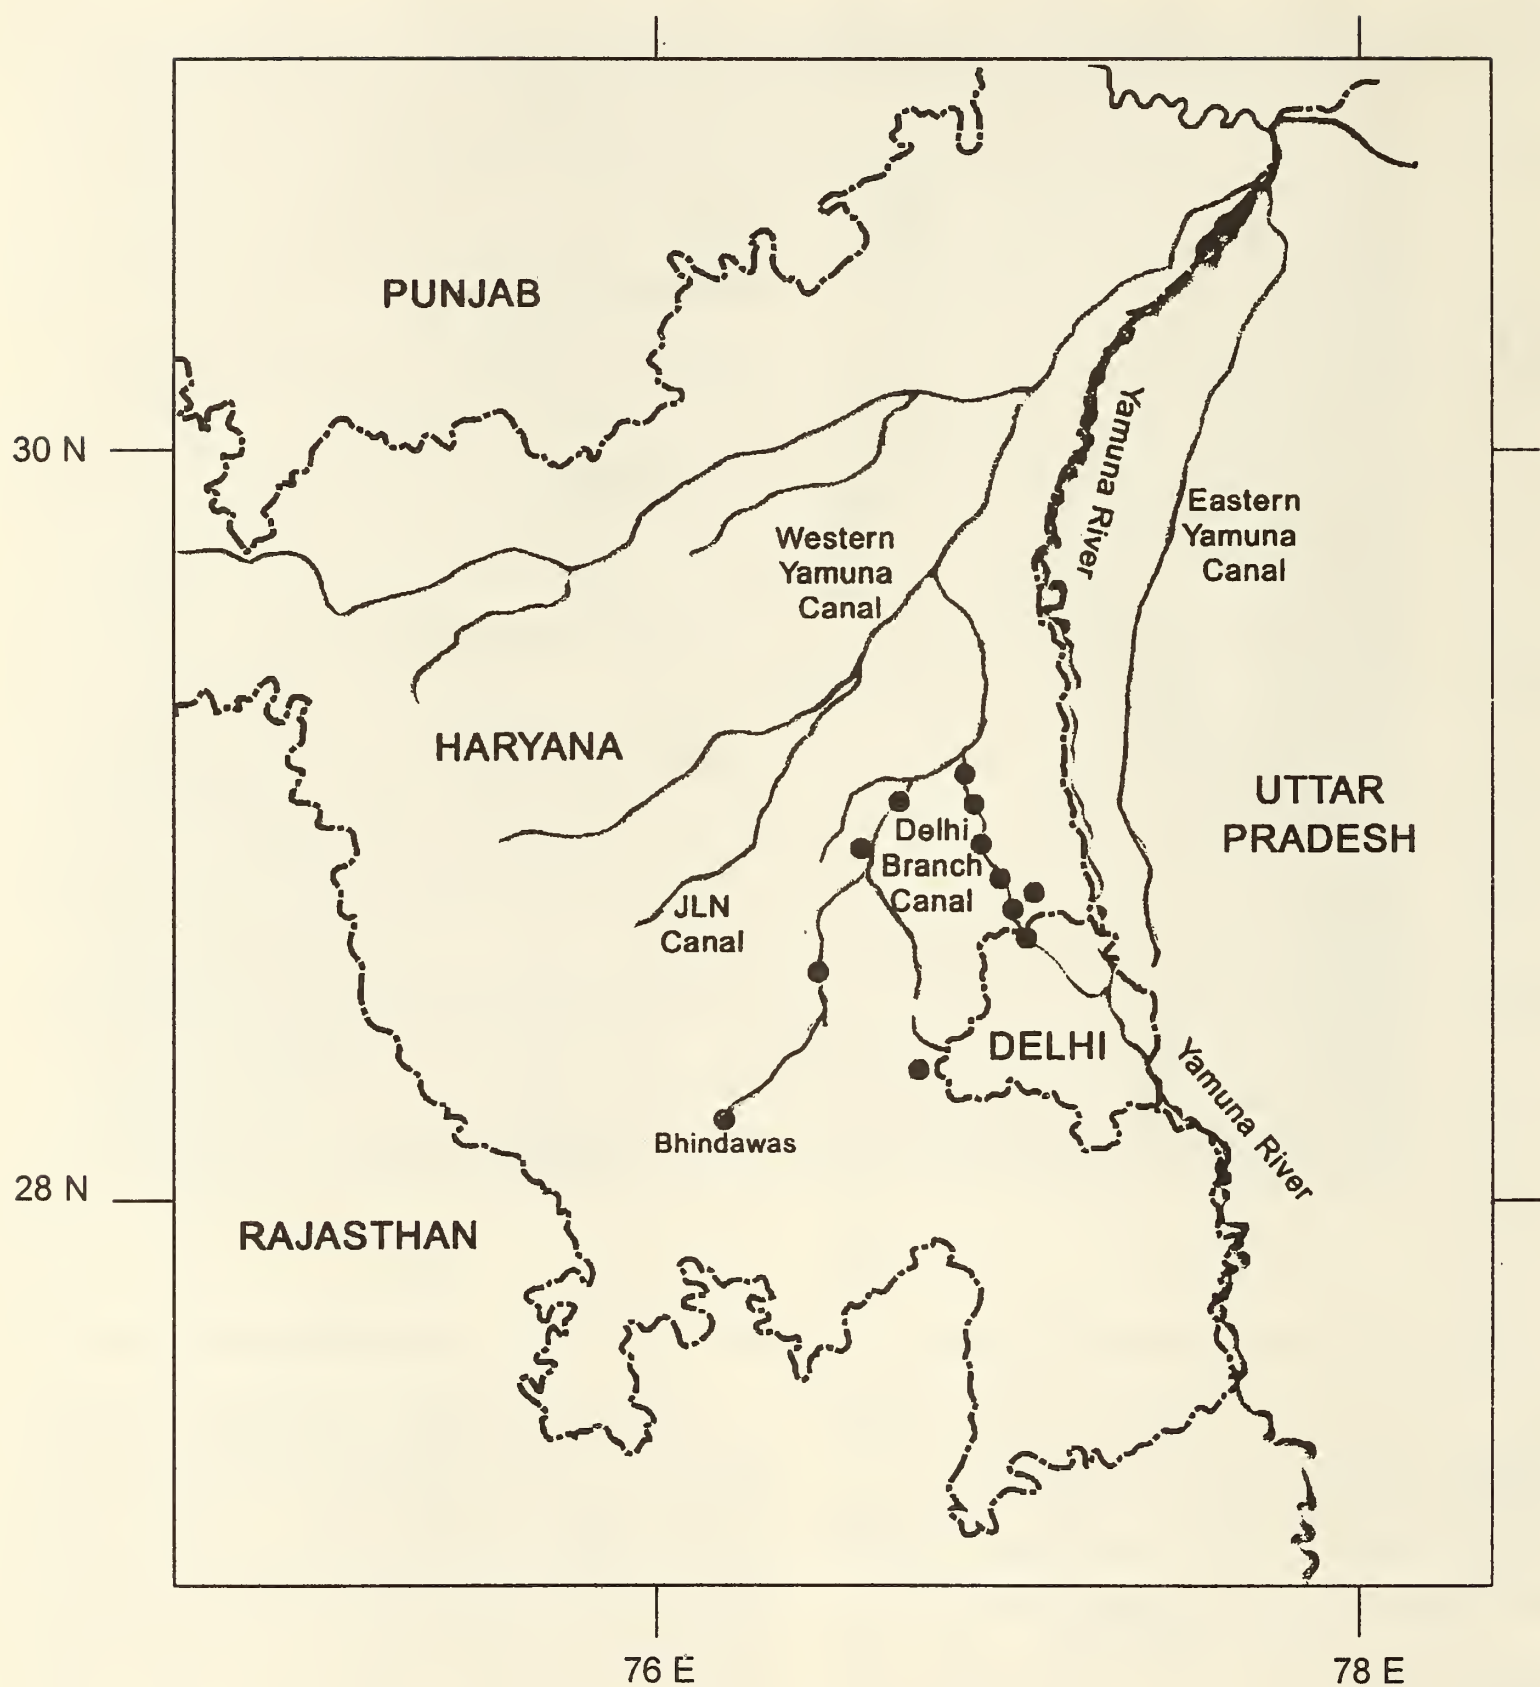 PUNJAB
30 N
Yamuna River
Eastern
Yamuna
Canal
Western
Yamuna
Canal
HARYANA
UTTAR
PRADESH
Delhi
Branch
Canal
JLN
Canal
DELHI
Yamuna River
Bhindawas
28 N
RAJASTHAN
76 E
78 E